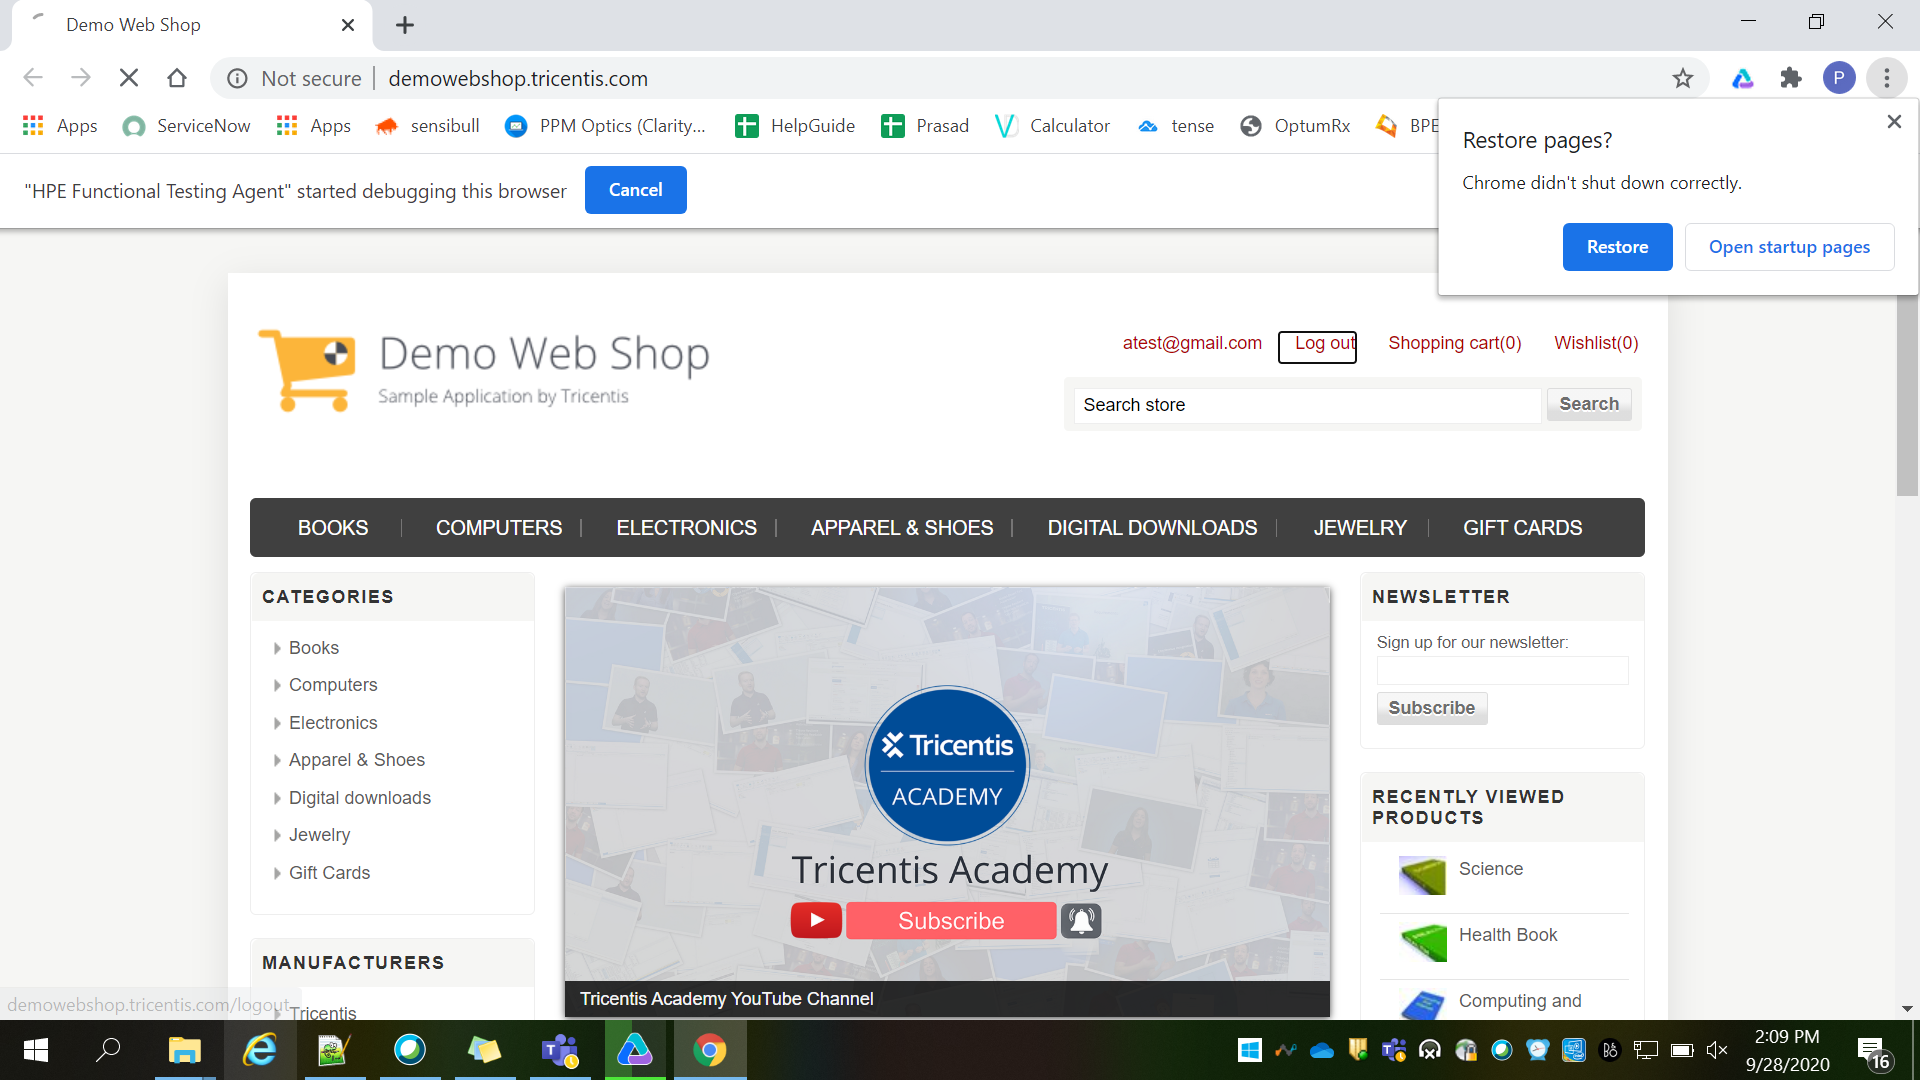 Demo Web Shop
Not secure
demowebshop.tricentis.com
P
Apps
ServiceNow
Apps
sensibull
PPM Optics (Clarity...
HelpGuide
Prasad
Calculator
tense
OptumRx
BPE
"HPE Functional Testing Agent" started debugging this browser
Cancel
Restore pages?
Chrome didn't shut down correctly.
Restore
Open startup pages
Demo Web Shop
Sample Application by Tricentis
atest@gmail.com
Log out
Shopping cart(0)
Wishlist(0)
Search store
Search
BOOKS
COMPUTERS
ELECTRONICS
APPAREL & SHOES
DIGITAL DOWNLOADS
JEWELRY
GIFT CARDS
CATEGORIES
Books
Computers
Electronics
Apparel & Shoes
Digital downloads
Jewelry
Gift Cards
MANUFACTURERS
Tricentis
Tricentis
ACADEMY
Tricentis Academy
Subscribe
Tricentis Academy YouTube Channel
NEWSLETTER
Sign up for our newsletter:
Subscribe
RECENTLY VIEWED
PRODUCTS
Science
Health Book
Computing and
demowebshop.tricentis.com/logout
2:09 PM
9/28/2020
16